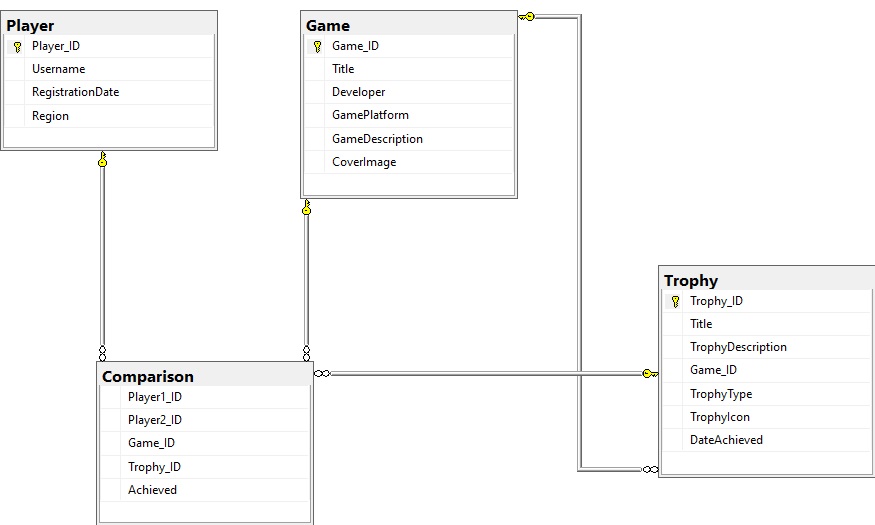 Player
Player_ID
Username
RegistrationDate
Region
Game
Game_ID
Title
Developer
GamePlatform
GameDescription
CoverImage
Trophy
Trophy_ID
Title
TrophyDescription
Game_ID
TrophyType
TrophyIcon
DateAchieved
Comparison
Player1_ID
Player2_ID
Game_ID
Trophy_ID
Achieved